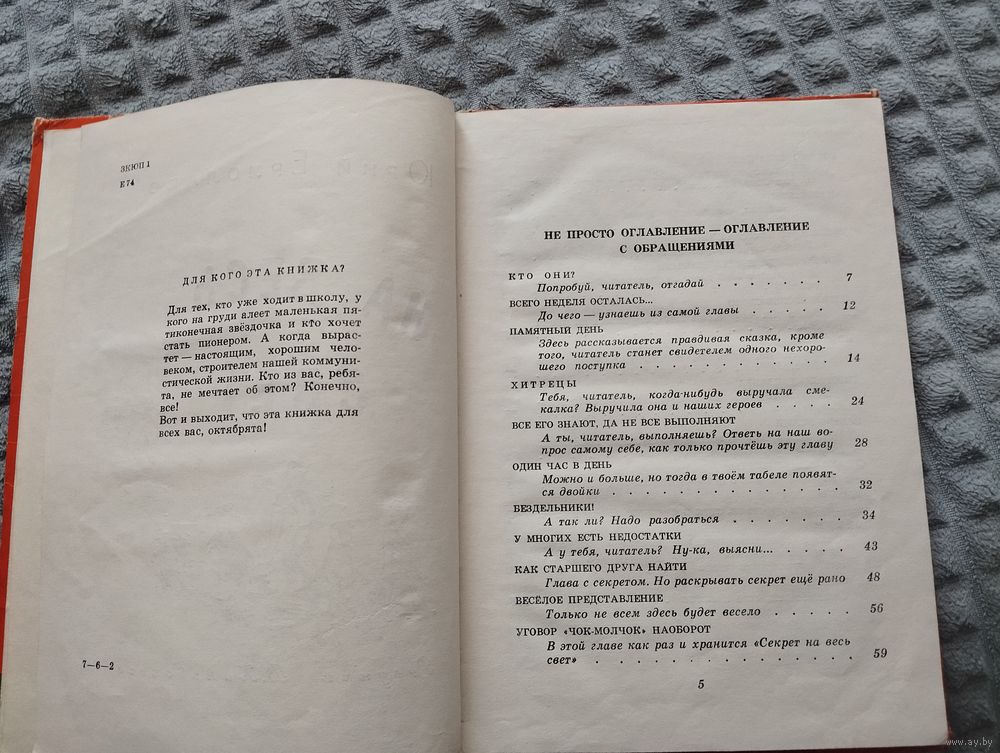 ЗКЮП1
Е74
ДЛЯ КОГО ЭТА КНИЖКА?
Для тех, кто уже ходит в школу, у
кого на груди алеет маленькая пя-
тиконечная звёздочка и кто хочет
стать пионером. А когда вырас-
тет — настоящим, хорошим чело-
веком, строителем нашей коммуни-
стической жизни. Кто из вас, ребя-
та, не мечтает об этом? Конечно,
все!
Вот и выходит, что эта книжка для
всех вас, октябрята!
7—6—2
НЕ ПРОСТО ОГЛАВЛЕНИЕ — ОГЛАВЛЕНИЕ
С ОБРАЩЕНИЯМИ
КТО ОНИ?
Попробуй, читатель, отгадай . . . . . . . 7
ВСЕГО НЕДЕЛЯ ОСТАЛАСЬ...
До чего — узнаешь из самой главы . . . . . 12
ПАМЯТНЫЙ ДЕНЬ
Здесь рассказывается правдивая сказка, кроме
того, читатель станет свидетелем одного нехоро-
шего поступка . . . . . . . . . . . . 14
ХИТРЕЦЫ
Тебя, читатель, когда-нибудь выручала сме-
калка? Выручила она и наших героев . . . . 24
ВСЕ ЕГО ЗНАЮТ, ДА НЕ ВСЕ ВЫПОЛНЯЮТ
А ты, читатель, выполняешь? Ответь на наш во-
прос самому себе, как только прочтёшь эту главу 28
ОДИН ЧАС В ДЕНЬ
Можно и больше, но тогда в твоём табеле появят-
ся двойки . . . . . . . . . . . . . . 32
БЕЗДЕЛЬНИКИ!
А так ли? Надо разобраться . . . . . . . 34
У МНОГИХ ЕСТЬ НЕДОСТАТКИ
А у тебя, читатель? Ну-ка, выясни... . . . . 43
КАК СТАРШЕГО ДРУГА НАЙТИ
Глава с секретом. Но раскрывать секрет ещё рано 48
ВЕСЁЛОЕ ПРЕДСТАВЛЕНИЕ
Только не всем здесь будет весело . . . . . 56
УГОВОР «ЧОК-МОЛЧОК» НАОБОРОТ
В этой главе как раз и хранится «Секрет на весь
свет» . . . . . . . . . . . . . . . 59
5
www.ay.by